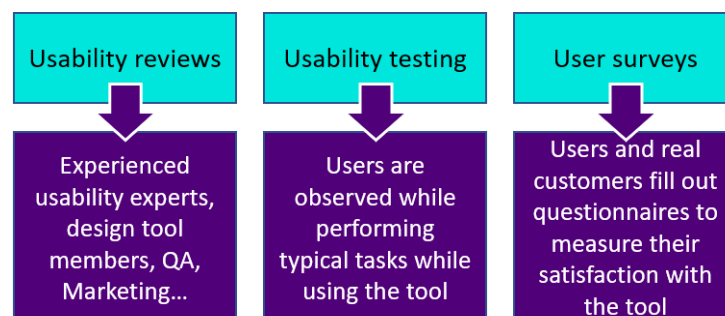 Usability reviews
Usability testing
User surveys
Experienced
usability experts,
design tool
members, QA,
Marketing…
Users are
observed while
performing
typical tasks while
using the tool
Users and real
customers fill out
questionnaires to
measure their
satisfaction with
the tool